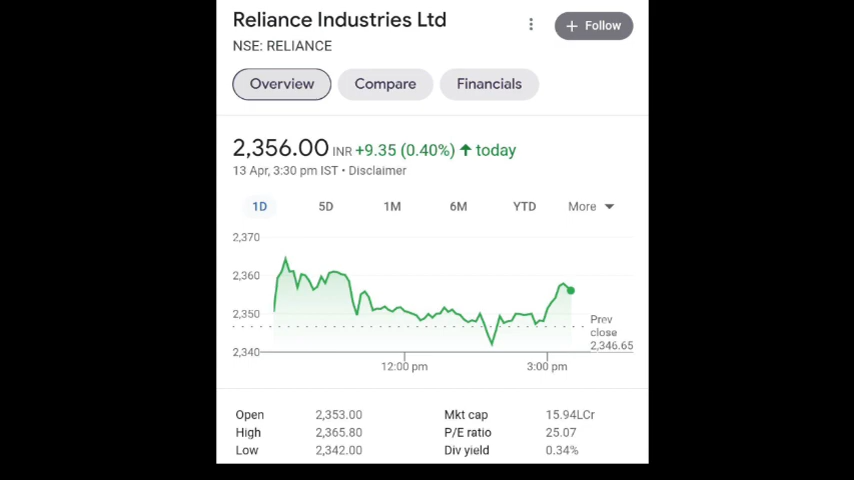 Reliance Industries Ltd
+ Follow
NSE: RELIANCE
Overview Compare Financials
2,356.00 INR +9.35 (0.40%) ↑ today
13 Apr, 3:30 pm IST • Disclaimer
1D 5D 1M 6M YTD More
2,370
2,360
2,350
2,340
Prev
close
2,346.65
12:00 pm 3:00 pm
Open 2,353.00 Mkt cap 15.94LCr
High 2,365.80 P/E ratio 25.07
Low 2,342.00 Div yield 0.34%